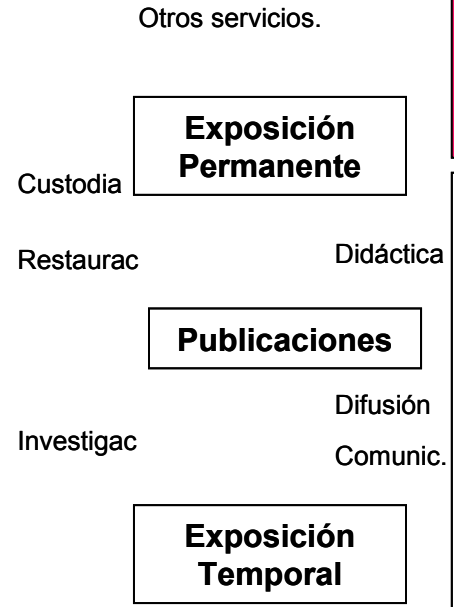 Otros servicios.
Exposición
Permanente
Custodia
Restaurac
Didáctica
Publicaciones
Difusión
Investigac
Comunic.
Exposición
Temporal